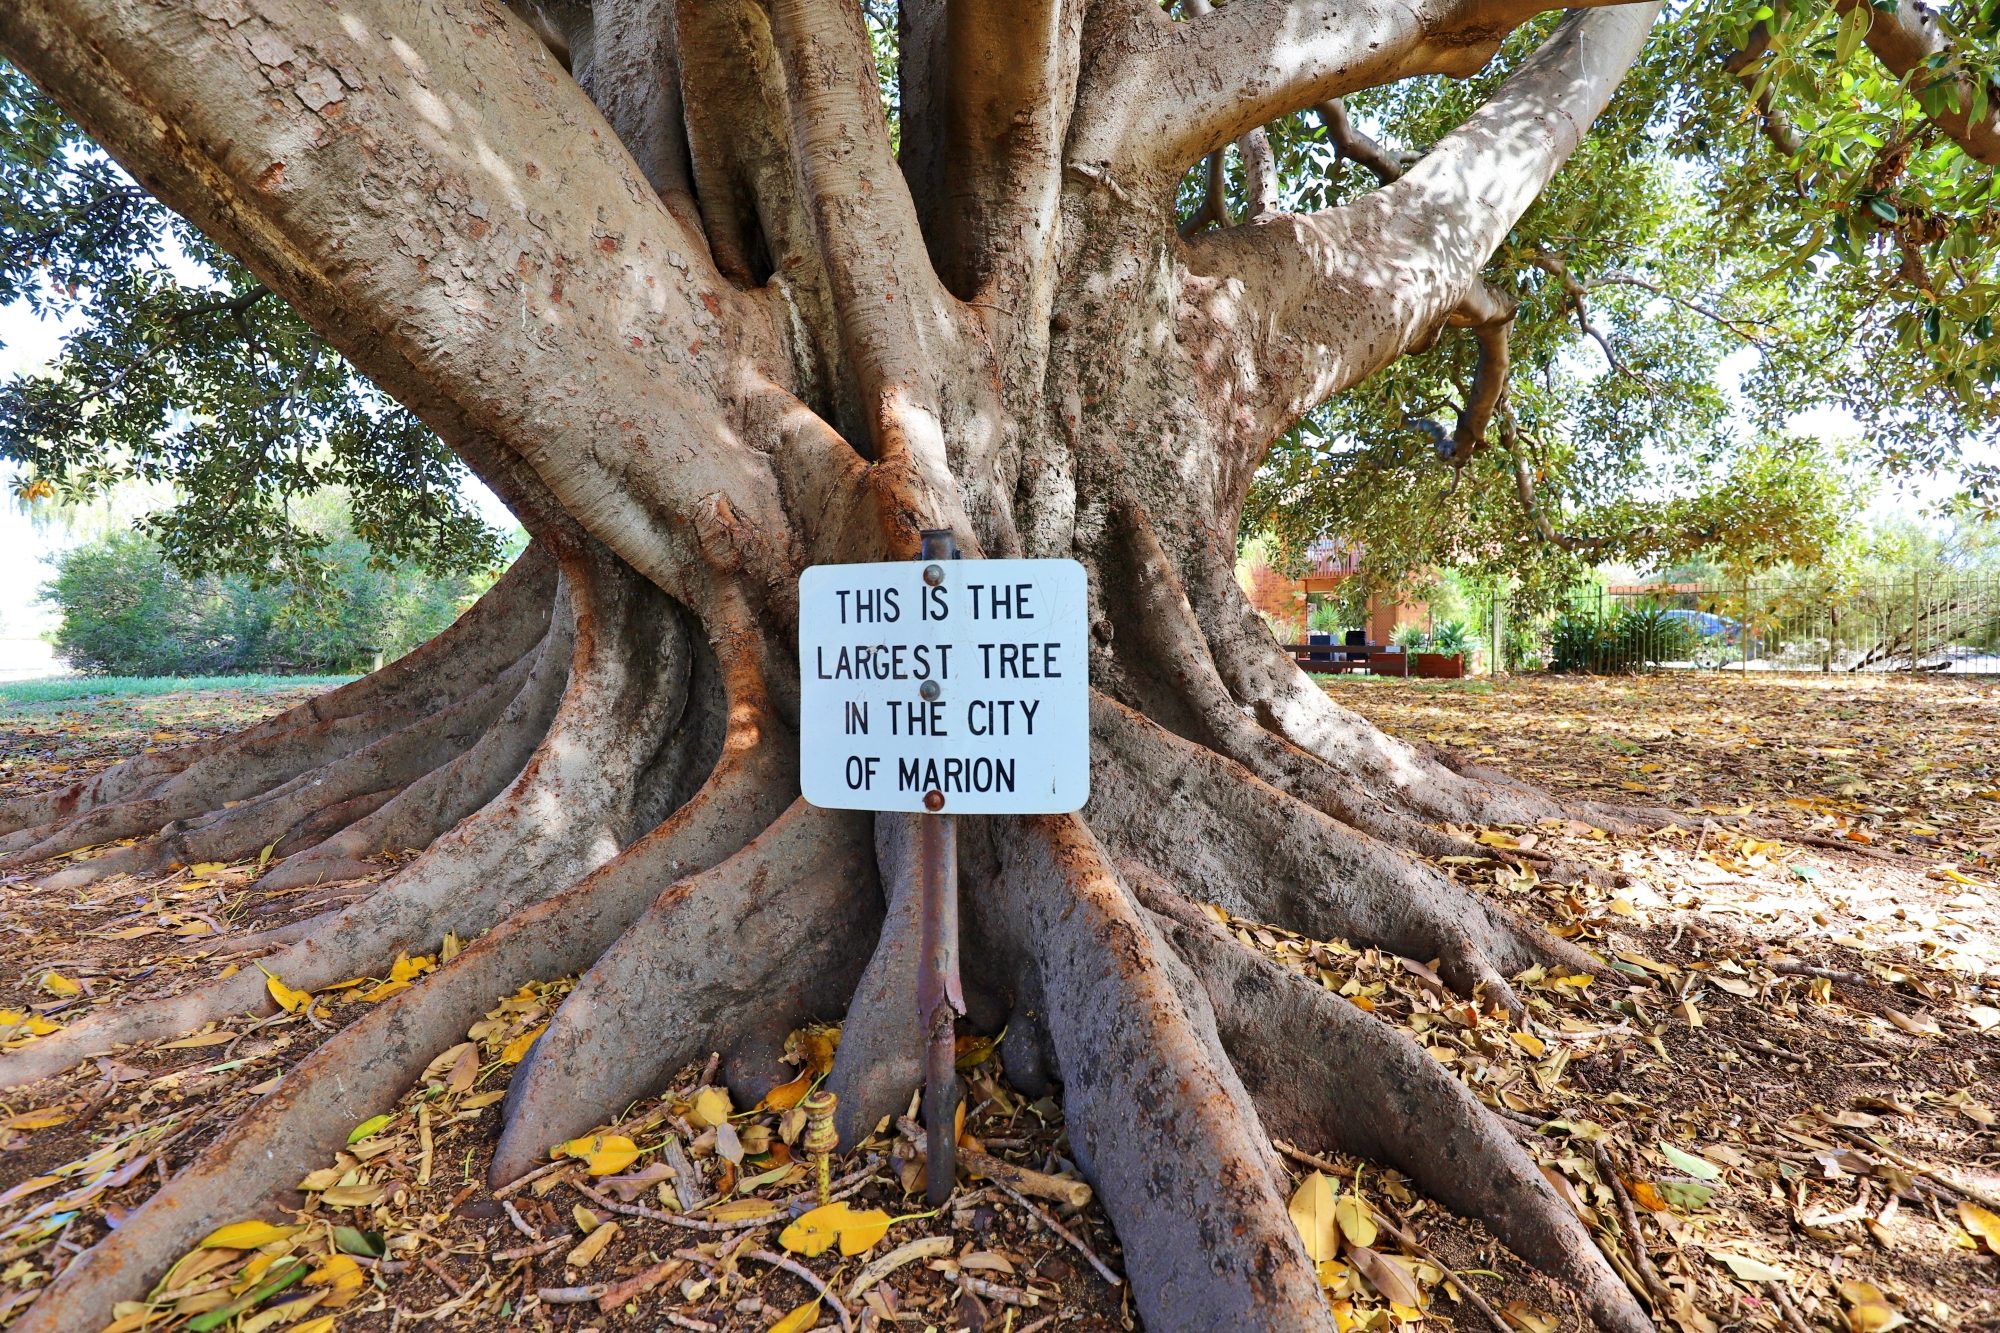 THIS IS THE
LARGEST TREE
IN THE CITY
OF MARION